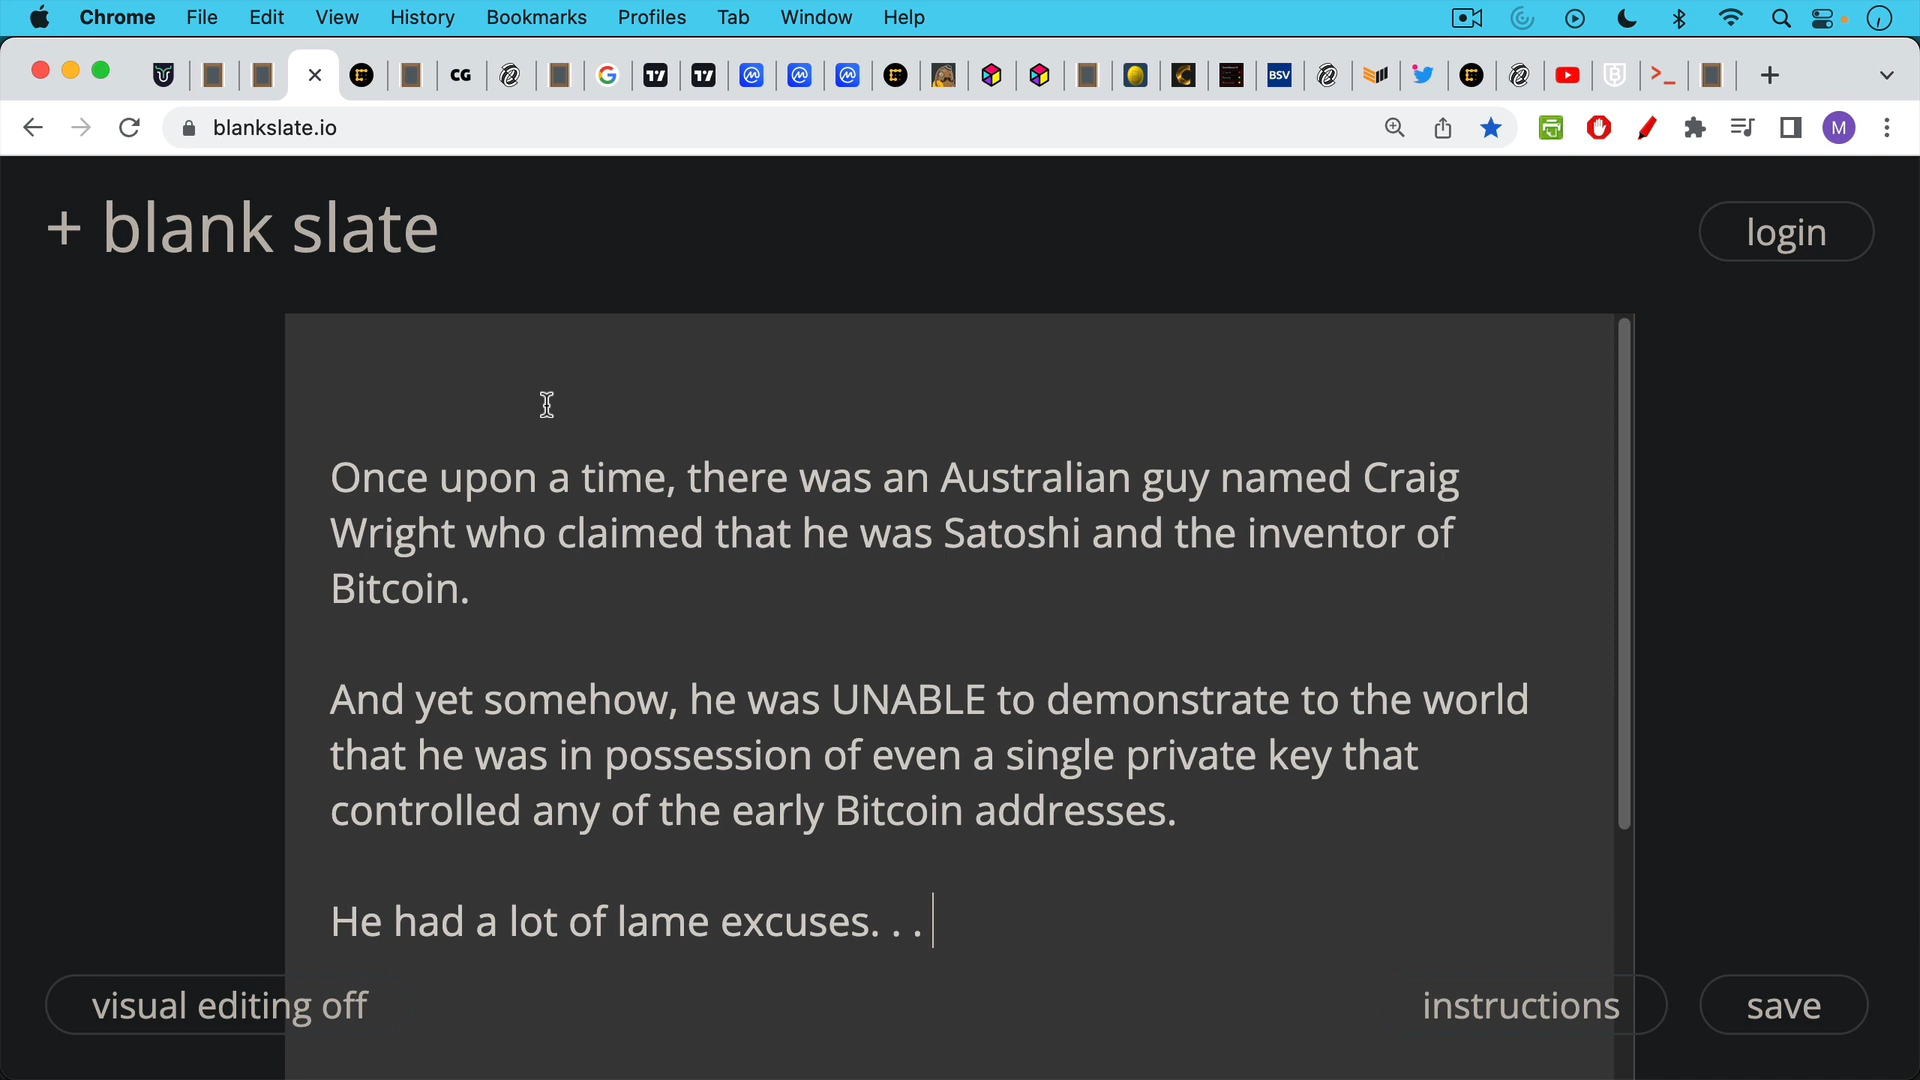 Chrome File Edit View History Bookmarks Profiles Tab Window Help
CG BSV
blankslate.io
M
+ blank slate
login
Once upon a time, there was an Australian guy named Craig
Wright who claimed that he was Satoshi and the inventor of
Bitcoin.
And yet somehow, he was UNABLE to demonstrate to the world
that he was in possession of even a single private key that
controlled any of the early Bitcoin addresses.
He had a lot of lame excuses. . .
visual editing off
instructions
save